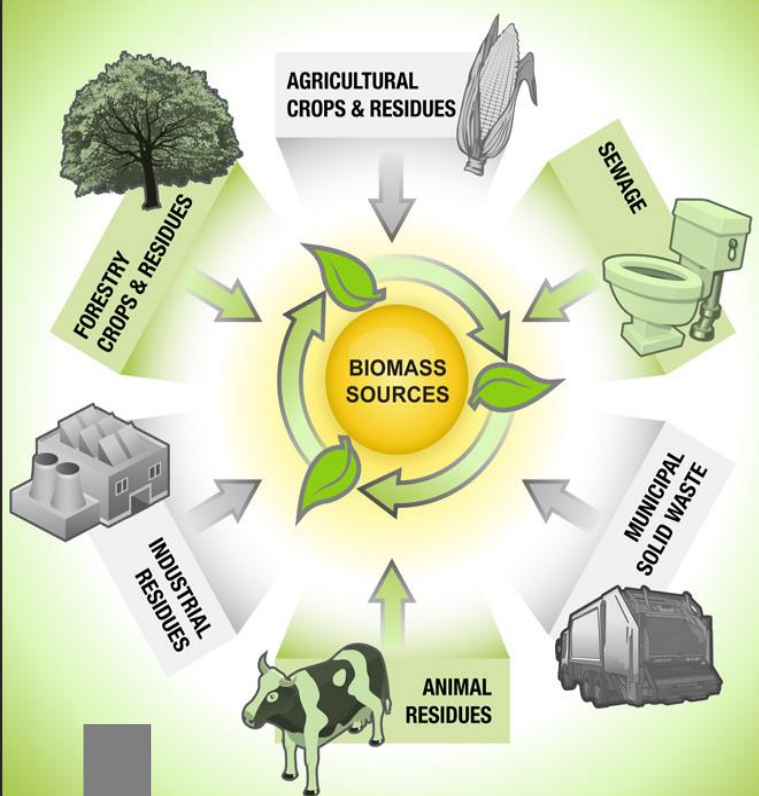 AGRICULTURAL
CROPS & RESIDUES
SEWAGE
FORESTRY
CROPS & RESIDUES
BIOMASS
SOURCES
MUNICIPAL
SOLID WASTE
INDUSTRIAL
RESIDUES
ANIMAL
RESIDUES